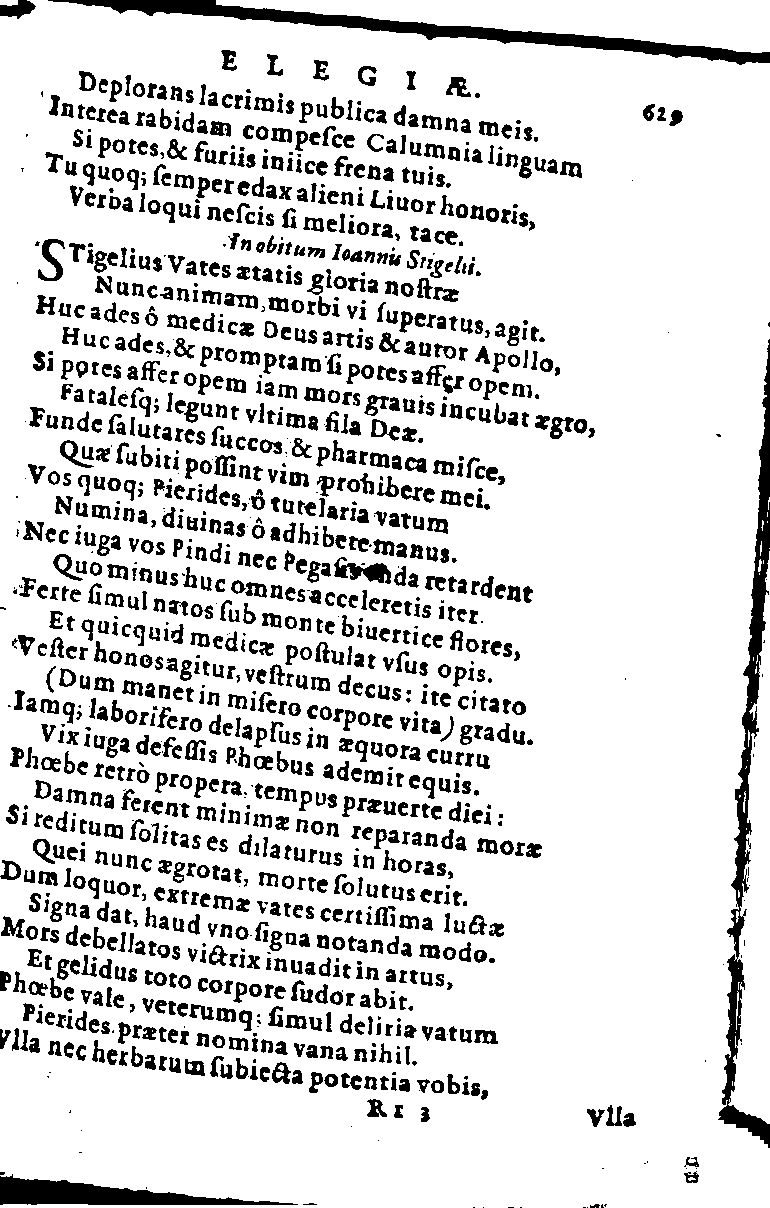 ELEGIÆ.
629
Deplorans lacrimis publica damna meis.
Interea rabidam compeſce Calumnia linguam
Si potes, & furiis iniice frena tuis.
Tu quoq; ſemper edax alieni Liuor honoris,
Verba loqui neſcis ſi meliora, tace.
In obitum Ioannis Stigelii.
STigelius Vates ætatis gloria noſtræ
Nunc animam, morbi vi ſuperatus, agit.
Huc ades ô medicæ Deus artis & autor Apollo,
Huc ades, & promptam ſi potes affer opem.
Si potes affer opem iam mors grauis incubat ægro,
Fataleſq; legunt vltima fila Deæ.
Funde ſalutares ſuccos & pharmaca miſce,
Quæ ſubiti poſſint vim prohibere mei.
Vos quoq; Pierides, ô tutelaria vatum
Numina, diuinas ô adhibete manus.
Nec iuga vos Pindi nec retardent
Quo minus huc omnes acceleretis iter.
Ferte ſimul natos ſub monte biuertice flores,
Et quicquid medicæ poſtulat vſus opis.
Veſter honos agitur, veſtrum decus: ite citato
(Dum manet in miſero corpore vita) gradu.
Iamq; laborifero delapſus in æquora curru
Vix iuga defeſſis Phœbus ademit equis.
Phœbe retrò propera, tempus præuerte diei:
Damna ferent minimæ non reparanda moræ
Si reditum ſolitas es dilaturus in horas,
Quei nunc ægrotat, morte ſolutus erit.
Dum loquor, extremæ vates certiſſima luctæ
Signa dat, haud vno ſigna notanda modo.
Mors debellatos victrix inuadit in artus,
Et gelidus toto corpore ſudor abit.
Phœbe vale, veterumq; ſimul deliria vatum
Pierides præter nomina vana nihil.
Vlla nec herbarum ſubiecta potentia vobis,
Rr 3
Vlla